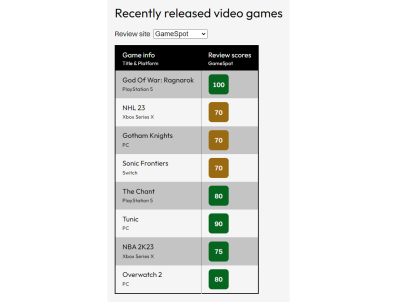 Recently released video games
Review site GameSpot
Game info Review scores
Title & Platform GameSpot
God Of War: Ragnarok 100
PlayStation 5
NHL 23 70
Xbox Series X
Gotham Knights 70
PC
Sonic Frontiers 70
Switch
The Chant 80
PlayStation 5
Tunic 90
PC
NBA 2K23 75
Xbox Series X
Overwatch 2 80
PC